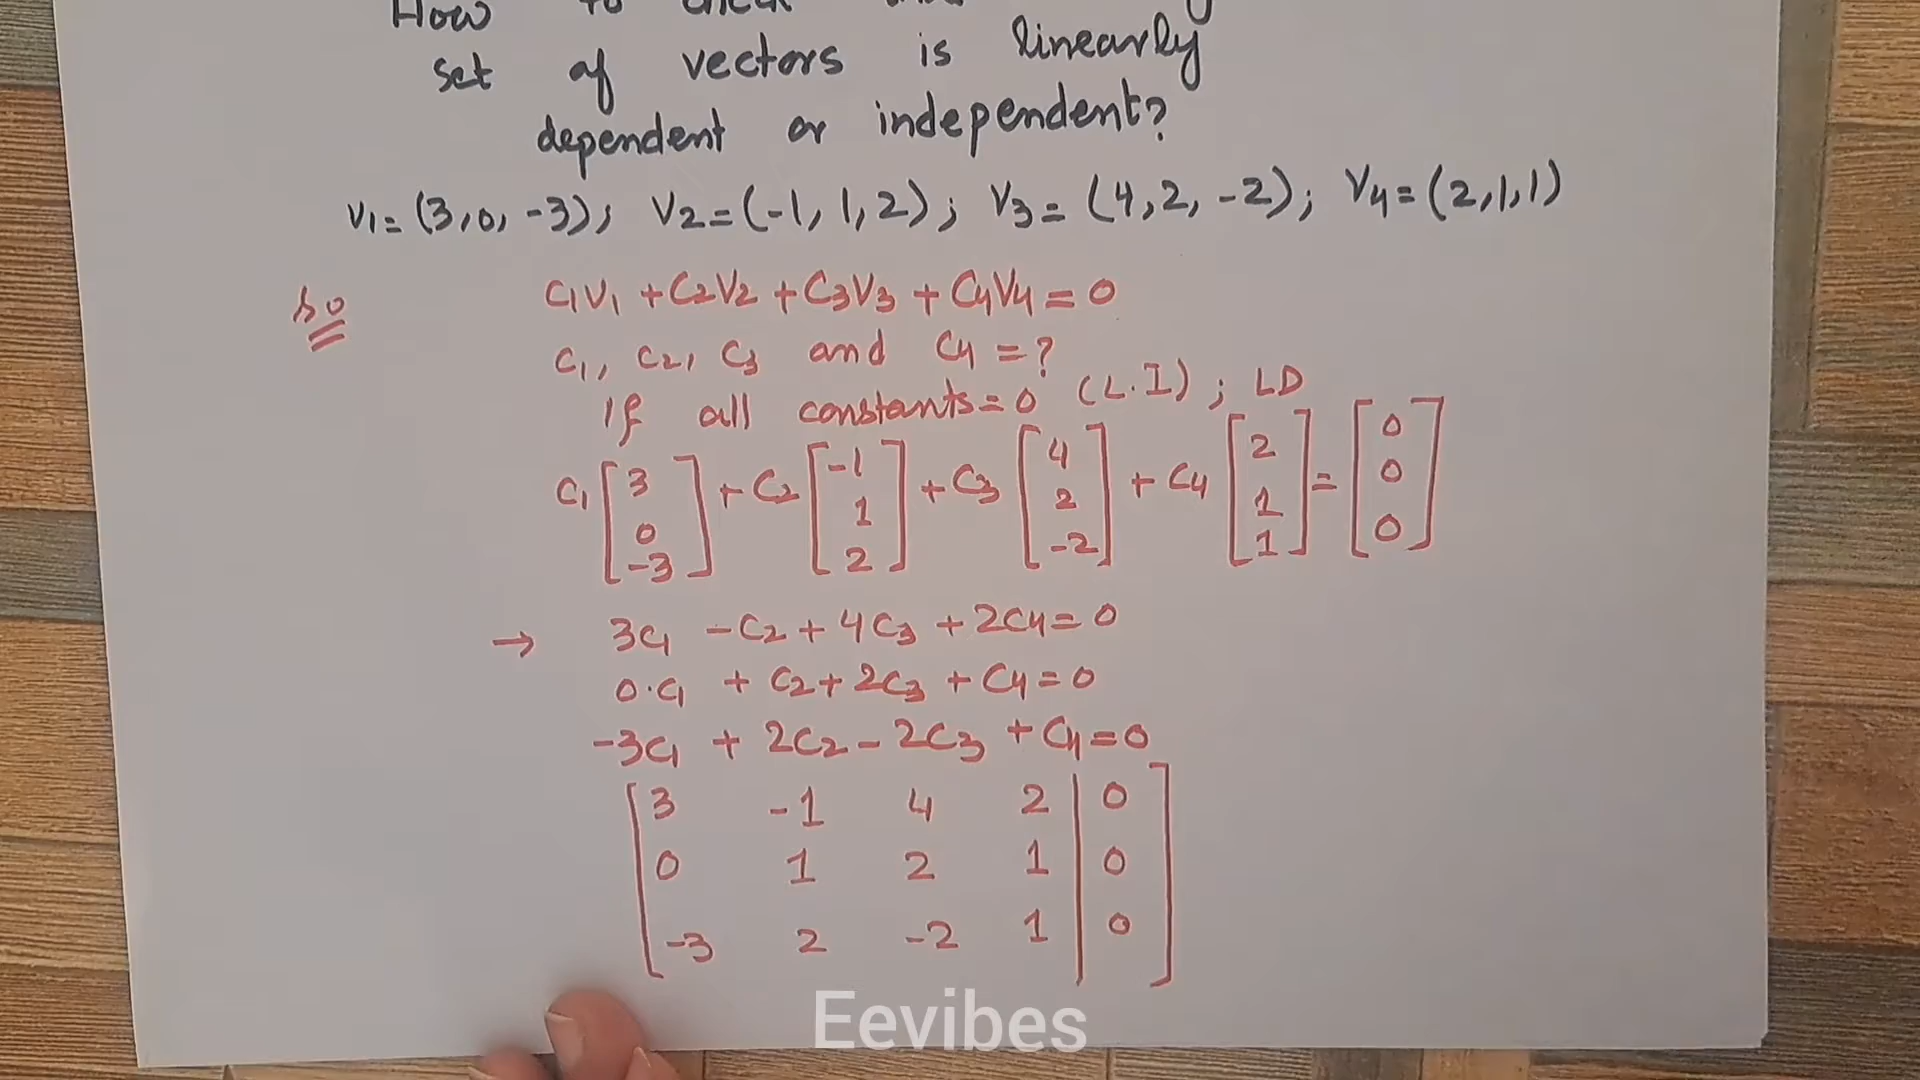 How to
set of vectors is linearly
dependent or independent?
V1=(3,0,-3); V2=(-1,1,2); V3=(4,2,-2); V4=(2,1,1)
so
C1V1+C2V2+C3V3+C4V4=0
C1, C2, C3 and C4=?
If all constants=0 (L.I); LD
C1[3 0 -3]+C2[-1 1 2]+C3[4 2 -2]+C4[2 1 1]=[0 0 0]
→ 3C1-C2+4C3+2C4=0
0.C1+C2+2C3+C4=0
-3C1+2C2-2C3+C4=0
[3 -1 4 2 | 0
0 1 2 1 | 0
-3 2 -2 1 | 0]
Eevibes